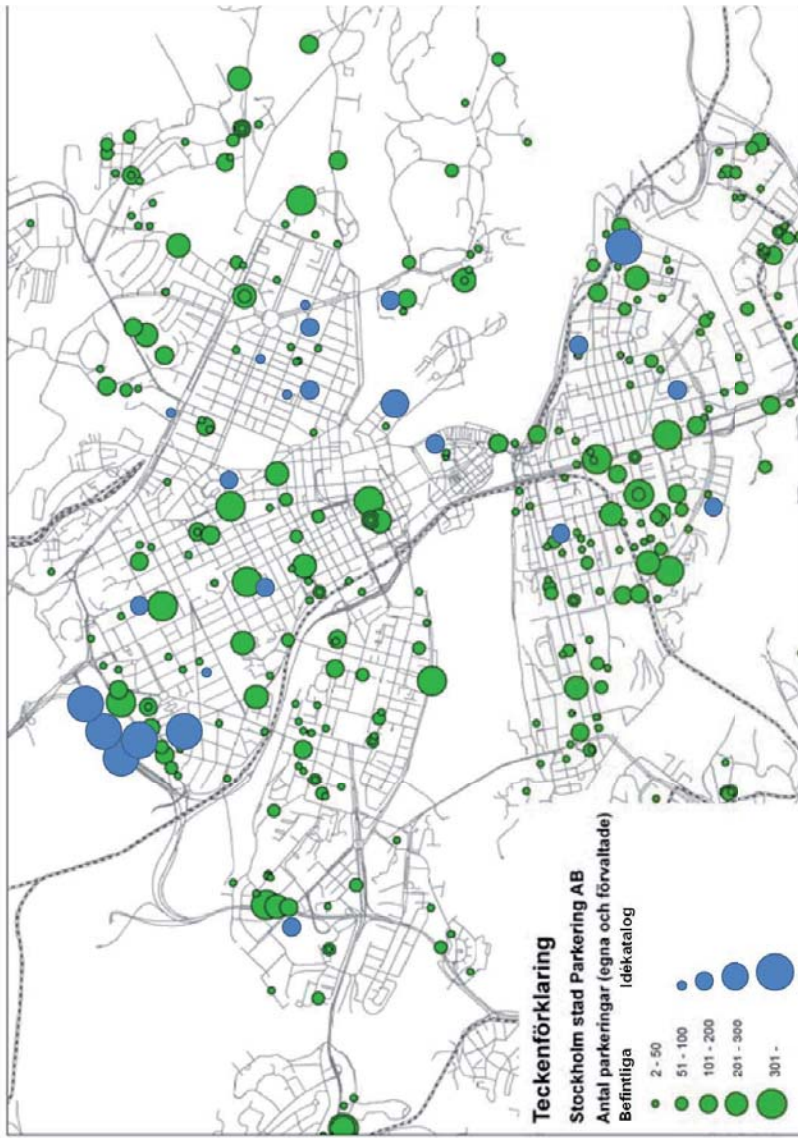 Teckenförklaring
Stockholm stad Parkering AB
Antal parkeringar (egna och förvaltade)
Befintliga Idékatalog
2 - 50
51 - 100
101 - 200
201 - 300
301 -